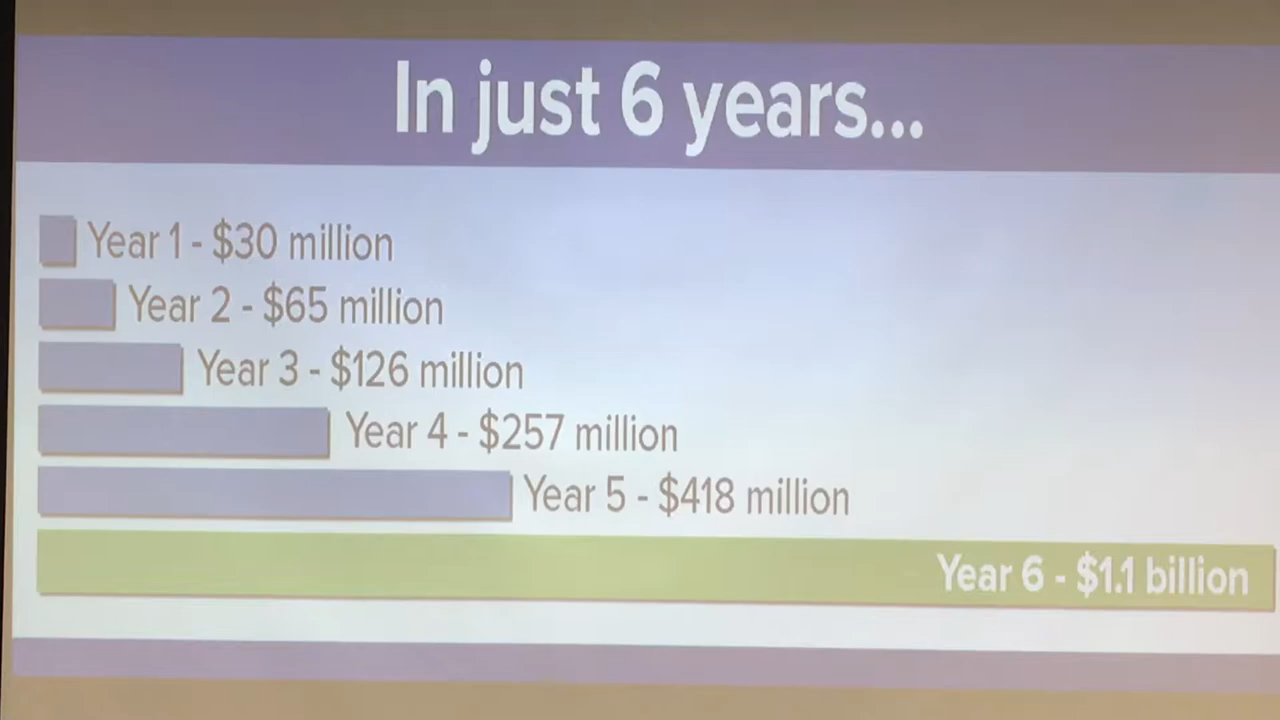 In just 6 years...
Year 1 - $30 million
Year 2 - $65 million
Year 3 - $126 million
Year 4 - $257 million
Year 5 - $418 million
Year 6 - $1.1 billion